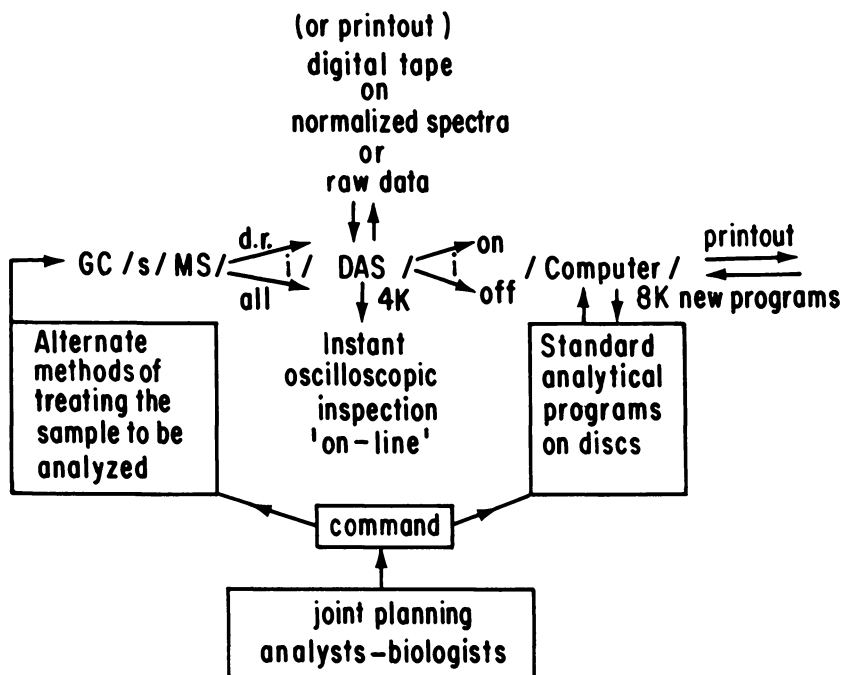 (or printout)
digital tape
on
normalized spectra
or
raw data
d.r.
on
printout
GC /s/ MS/ i/ DAS / i / Computer /
all
4K
off
8K new programs
Alternate
methods of
treating the
sample to be
analyzed
Instant
oscilloscopic
inspection
'on-line'
Standard
analytical
programs
on discs
command
joint planning
analysts-biologists